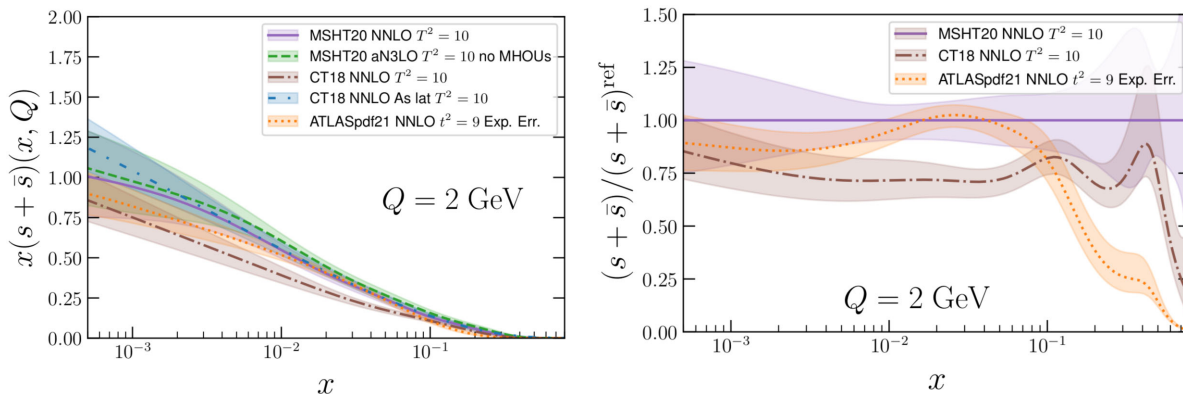 2.00
1.75
1.50
1.25
1.00
0.75
0.50
0.25
0.00
x(s + s̄)(x, Q)
MSHT20 NNLO T² = 10
MSHT20 aN3LO T² = 10 no MHOUs
CT18 NNLO T² = 10
CT18 NNLO As lat T² = 10
ATLASpdf21 NNLO t² = 9 Exp. Err.
Q = 2 GeV
10⁻³ 10⁻² 10⁻¹
x
1.50
1.25
1.00
0.75
0.50
0.25
0.00
(s + s̄)/(s + s̄)ʳᵉᶠ
MSHT20 NNLO T² = 10
CT18 NNLO T² = 10
ATLASpdf21 NNLO t² = 9 Exp. Err.
Q = 2 GeV
10⁻³ 10⁻² 10⁻¹
x